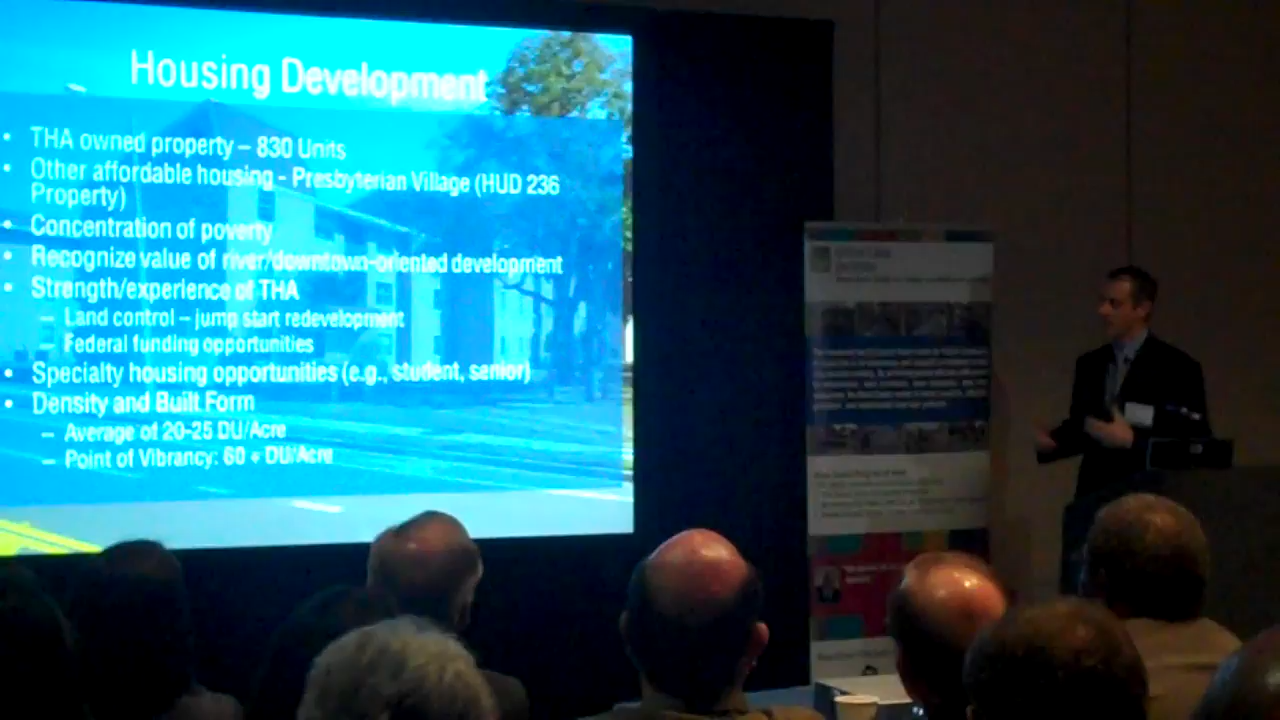 Housing Development
• THA owned property – 830 Units
• Other affordable housing - Presbyterian Village (HUD 236
Property)
• Concentration of poverty
• Recognize value of river/downtown-oriented development
• Strength/experience of THA
– Land control – jump start redevelopment
– Federal funding opportunities
• Specialty housing opportunities (e.g., student, senior)
• Density and Built Form
– Average of 20-25 DU/Acre
– Point of Vibrancy: 60 + DU/Acre